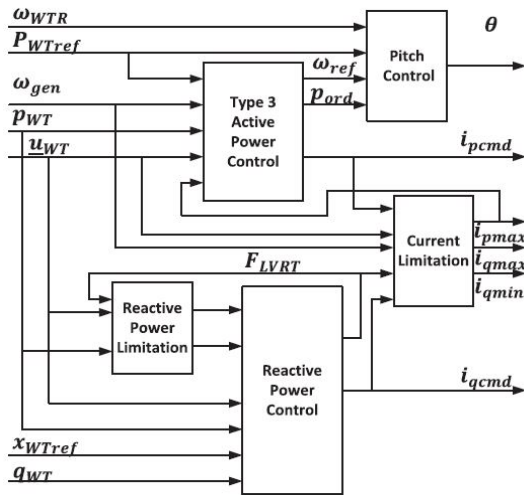 ω_WTR
P_WTref
ω_gen
p_WT
u_WT
Type 3
Active
Power
Control
ω_ref
p_ord
Pitch
Control
θ
i_pcmd
Current
Limitation
i_pmax
i_qmax
i_qmin
F_LVRT
Reactive
Power
Limitation
Reactive
Power
Control
i_qcmd
x_WTref
q_WT